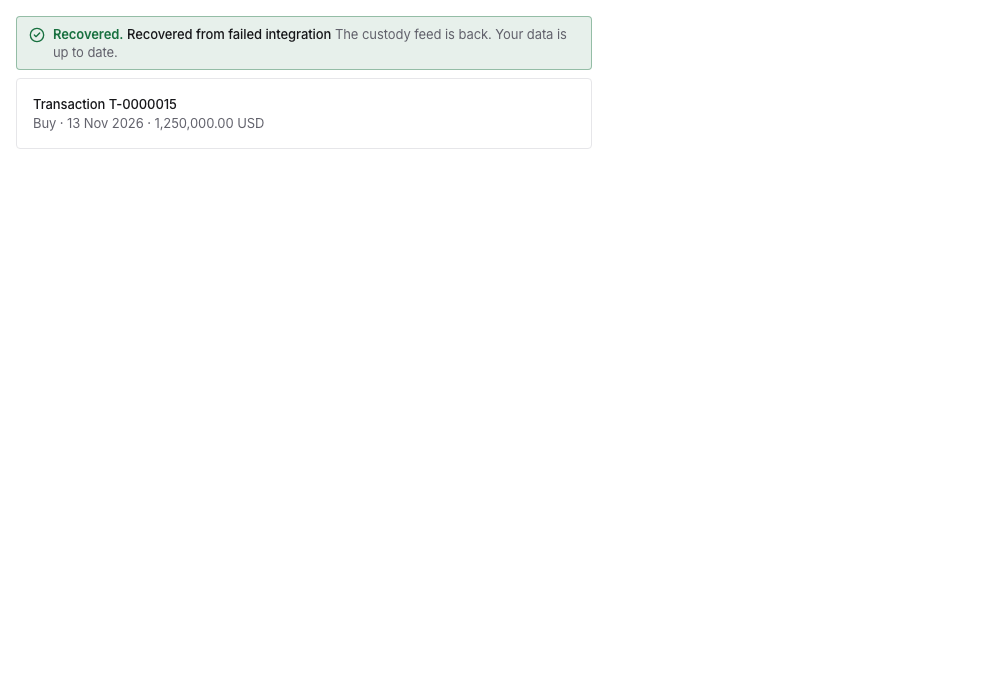 Recovered. Recovered from failed integration The custody feed is back. Your data is
up to date.
Transaction T-0000015
Buy · 13 Nov 2026 · 1,250,000.00 USD